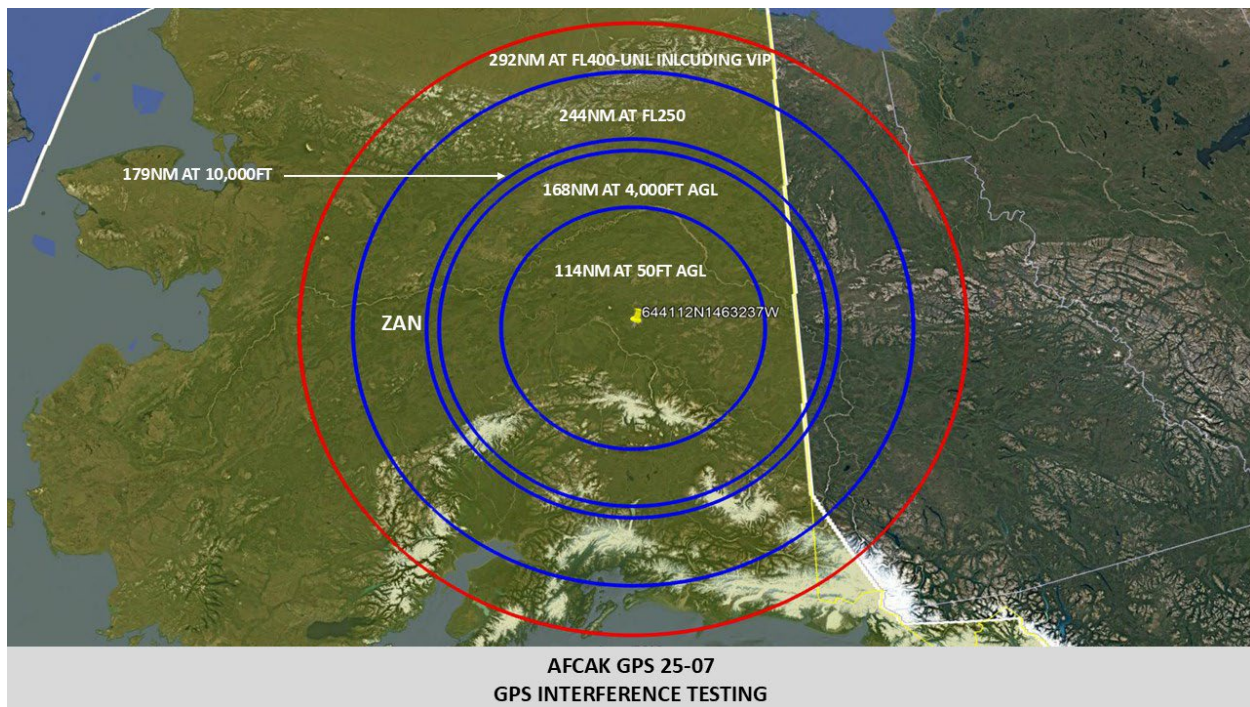 292NM AT FL400-UNL INLCUDING VIP
244NM AT FL250
179NM AT 10,000FT
168NM AT 4,000FT AGL
114NM AT 50FT AGL
644112N1463237W
ZAN
AFCAK GPS 25-07
GPS INTERFERENCE TESTING